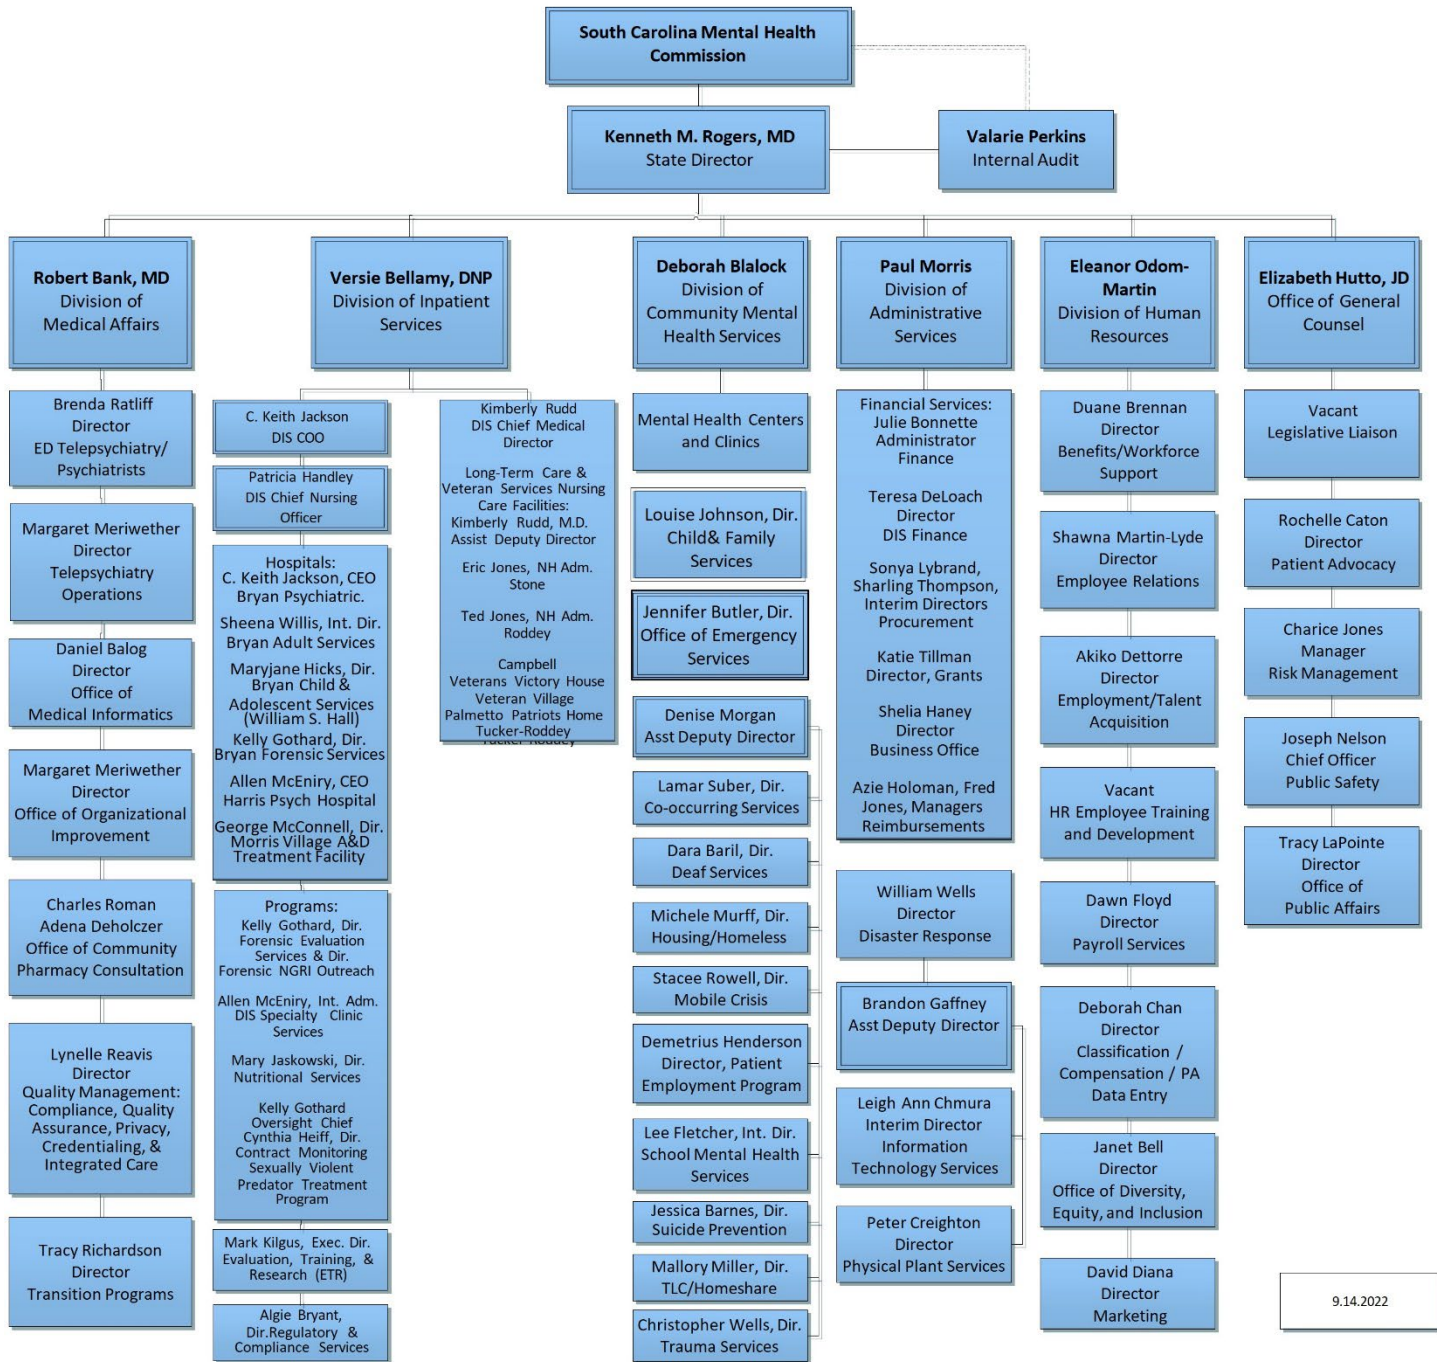 South Carolina Mental Health
Commission
Kenneth M. Rogers, MD
State Director
Valarie Perkins
Internal Audit
Robert Bank, MD
Division of
Medical Affairs
Brenda Ratliff
Director
ED Telepsychiatry/
Psychiatrists
Margaret Meriwether
Director
Telepsychiatry
Operations
Daniel Balog
Director
Office of
Medical Informatics
Margaret Meriwether
Director
Office of Organizational
Improvement
Charles Roman
Adena Deholczer
Office of Community
Pharmacy Consultation
Lynelle Reavis
Director
Quality Management:
Compliance, Quality
Assurance, Privacy,
Credentialing, &
Integrated Care
Tracy Richardson
Director
Transition Programs
Versie Bellamy, DNP
Division of Inpatient
Services
C. Keith Jackson
DIS COO
Patricia Handley
DIS Chief Nursing
Officer
Hospitals:
C. Keith Jackson, CEO
Bryan Psychiatric.
Sheena Willis, Int. Dir.
Bryan Adult Services
Maryjane Hicks, Dir.
Bryan Child &
Adolescent Services
(William S. Hall)
Kelly Gothard, Dir.
Bryan Forensic Services
Allen McEniry, CEO
Harris Psych Hospital
George McConnell, Dir.
Morris Village A&D
Treatment Facility
Programs:
Kelly Gothard, Dir.
Forensic Evaluation
Services & Dir.
Forensic NGRI Outreach
Allen McEniry, Int. Adm.
DIS Specialty Clinic
Services
Mary Jaskowski, Dir.
Nutritional Services
Kelly Gothard
Oversight Chief
Cynthia Heiff, Dir.
Contract Monitoring
Sexually Violent
Predator Treatment
Program
Mark Kilgus, Exec. Dir.
Evaluation, Training, &
Research (ETR)
Algie Bryant,
Dir.Regulatory &
Compliance Services
Kimberly Rudd
DIS Chief Medical
Director
Long-Term Care &
Veteran Services Nursing
Care Facilities:
Kimberly Rudd, M.D.
Assist Deputy Director
Eric Jones, NH Adm.
Stone
Ted Jones, NH Adm.
Roddey
Campbell
Veterans Victory House
Veteran Village
Palmetto Patriots Home
Tucker-Roddey
Tucker-Roddey
Deborah Blalock
Division of
Community Mental
Health Services
Mental Health Centers
and Clinics
Louise Johnson, Dir.
Child& Family
Services
Jennifer Butler, Dir.
Office of Emergency
Services
Denise Morgan
Asst Deputy Director
Lamar Suber, Dir.
Co-occurring Services
Dara Baril, Dir.
Deaf Services
Michele Murff, Dir.
Housing/Homeless
Stacee Rowell, Dir.
Mobile Crisis
Demetrius Henderson
Director, Patient
Employment Program
Lee Fletcher, Int. Dir.
School Mental Health
Services
Jessica Barnes, Dir.
Suicide Prevention
Mallory Miller, Dir.
TLC/Homeshare
Christopher Wells, Dir.
Trauma Services
Paul Morris
Division of
Administrative
Services
Financial Services:
Julie Bonnette
Administrator
Finance
Teresa DeLoach
Director
DIS Finance
Sonya Lybrand,
Sharling Thompson,
Interim Directors
Procurement
Katie Tillman
Director, Grants
Shelia Haney
Director
Business Office
Azie Holoman, Fred
Jones, Managers
Reimbursements
William Wells
Director
Disaster Response
Brandon Gaffney
Asst Deputy Director
Leigh Ann Chmura
Interim Director
Information
Technology Services
Peter Creighton
Director
Physical Plant Services
Eleanor Odom-
Martin
Division of Human
Resources
Duane Brennan
Director
Benefits/Workforce
Support
Shawna Martin-Lyde
Director
Employee Relations
Akiko Dettorre
Director
Employment/Talent
Acquisition
Vacant
HR Employee Training
and Development
Dawn Floyd
Director
Payroll Services
Deborah Chan
Director
Classification /
Compensation / PA
Data Entry
Janet Bell
Director
Office of Diversity,
Equity, and Inclusion
David Diana
Director
Marketing
Elizabeth Hutto, JD
Office of General
Counsel
Vacant
Legislative Liaison
Rochelle Caton
Director
Patient Advocacy
Charice Jones
Manager
Risk Management
Joseph Nelson
Chief Officer
Public Safety
Tracy LaPointe
Director
Office of
Public Affairs
9.14.2022